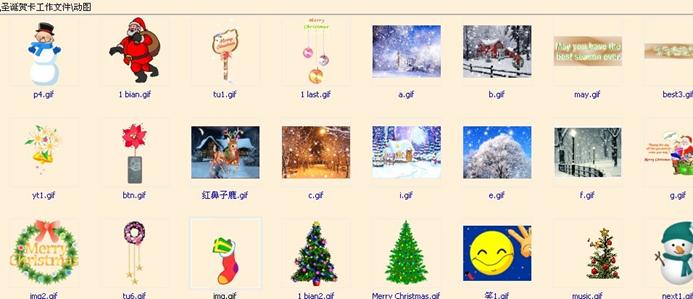 圣诞贺卡工作文件\动图
Merry Christmas
Merry
Christmas
May you have the
best season ever
p4.gif
1 bian.gif
tu1.gif
1 last.gif
a.gif
b.gif
may.gif
best3.gif
Merry Christmas
yt1.gif
btn.gif
红鼻子鹿.gif
c.gif
i.gif
e.gif
f.gif
g.gif
Merry
Christmas
img2.gif
tu6.gif
img.gif
1 bian2.gif
Merry Christmas.gif
笑1.gif
music.gif
next1.gif